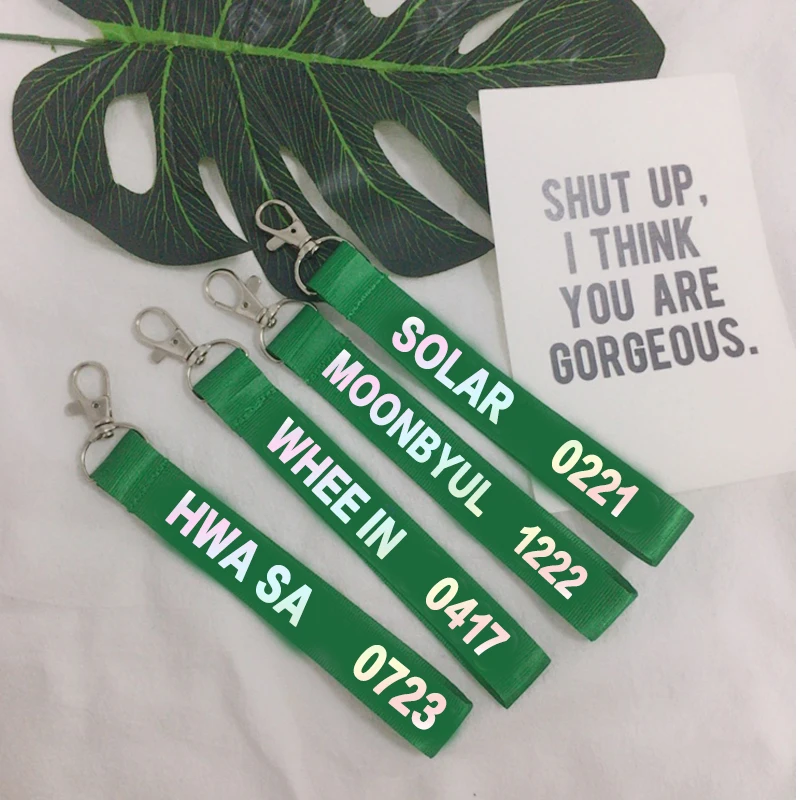 SHUT UP,
I THINK
YOU ARE
GORGEOUS.
SOLAR 0221
MOONBYUL 1222
WHEE IN 0417
HWA SA 0723